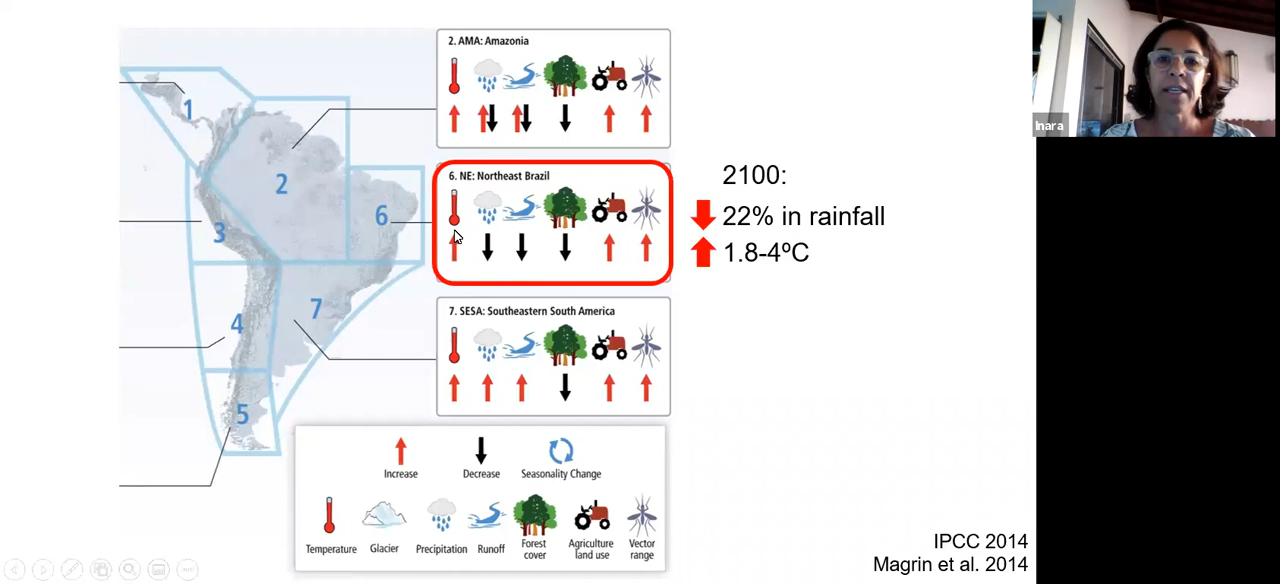 2. AMA: Amazonia
6. NE: Northeast Brazil
7. SESA: Southeastern South America
1
2
3
4
5
6
7
Increase
Decrease
Seasonality Change
Temperature
Glacier
Precipitation
Runoff
Forest
cover
Agriculture
land use
Vector
range
2100:
22% in rainfall
1.8-4ºC
IPCC 2014
Magrin et al. 2014
Inara